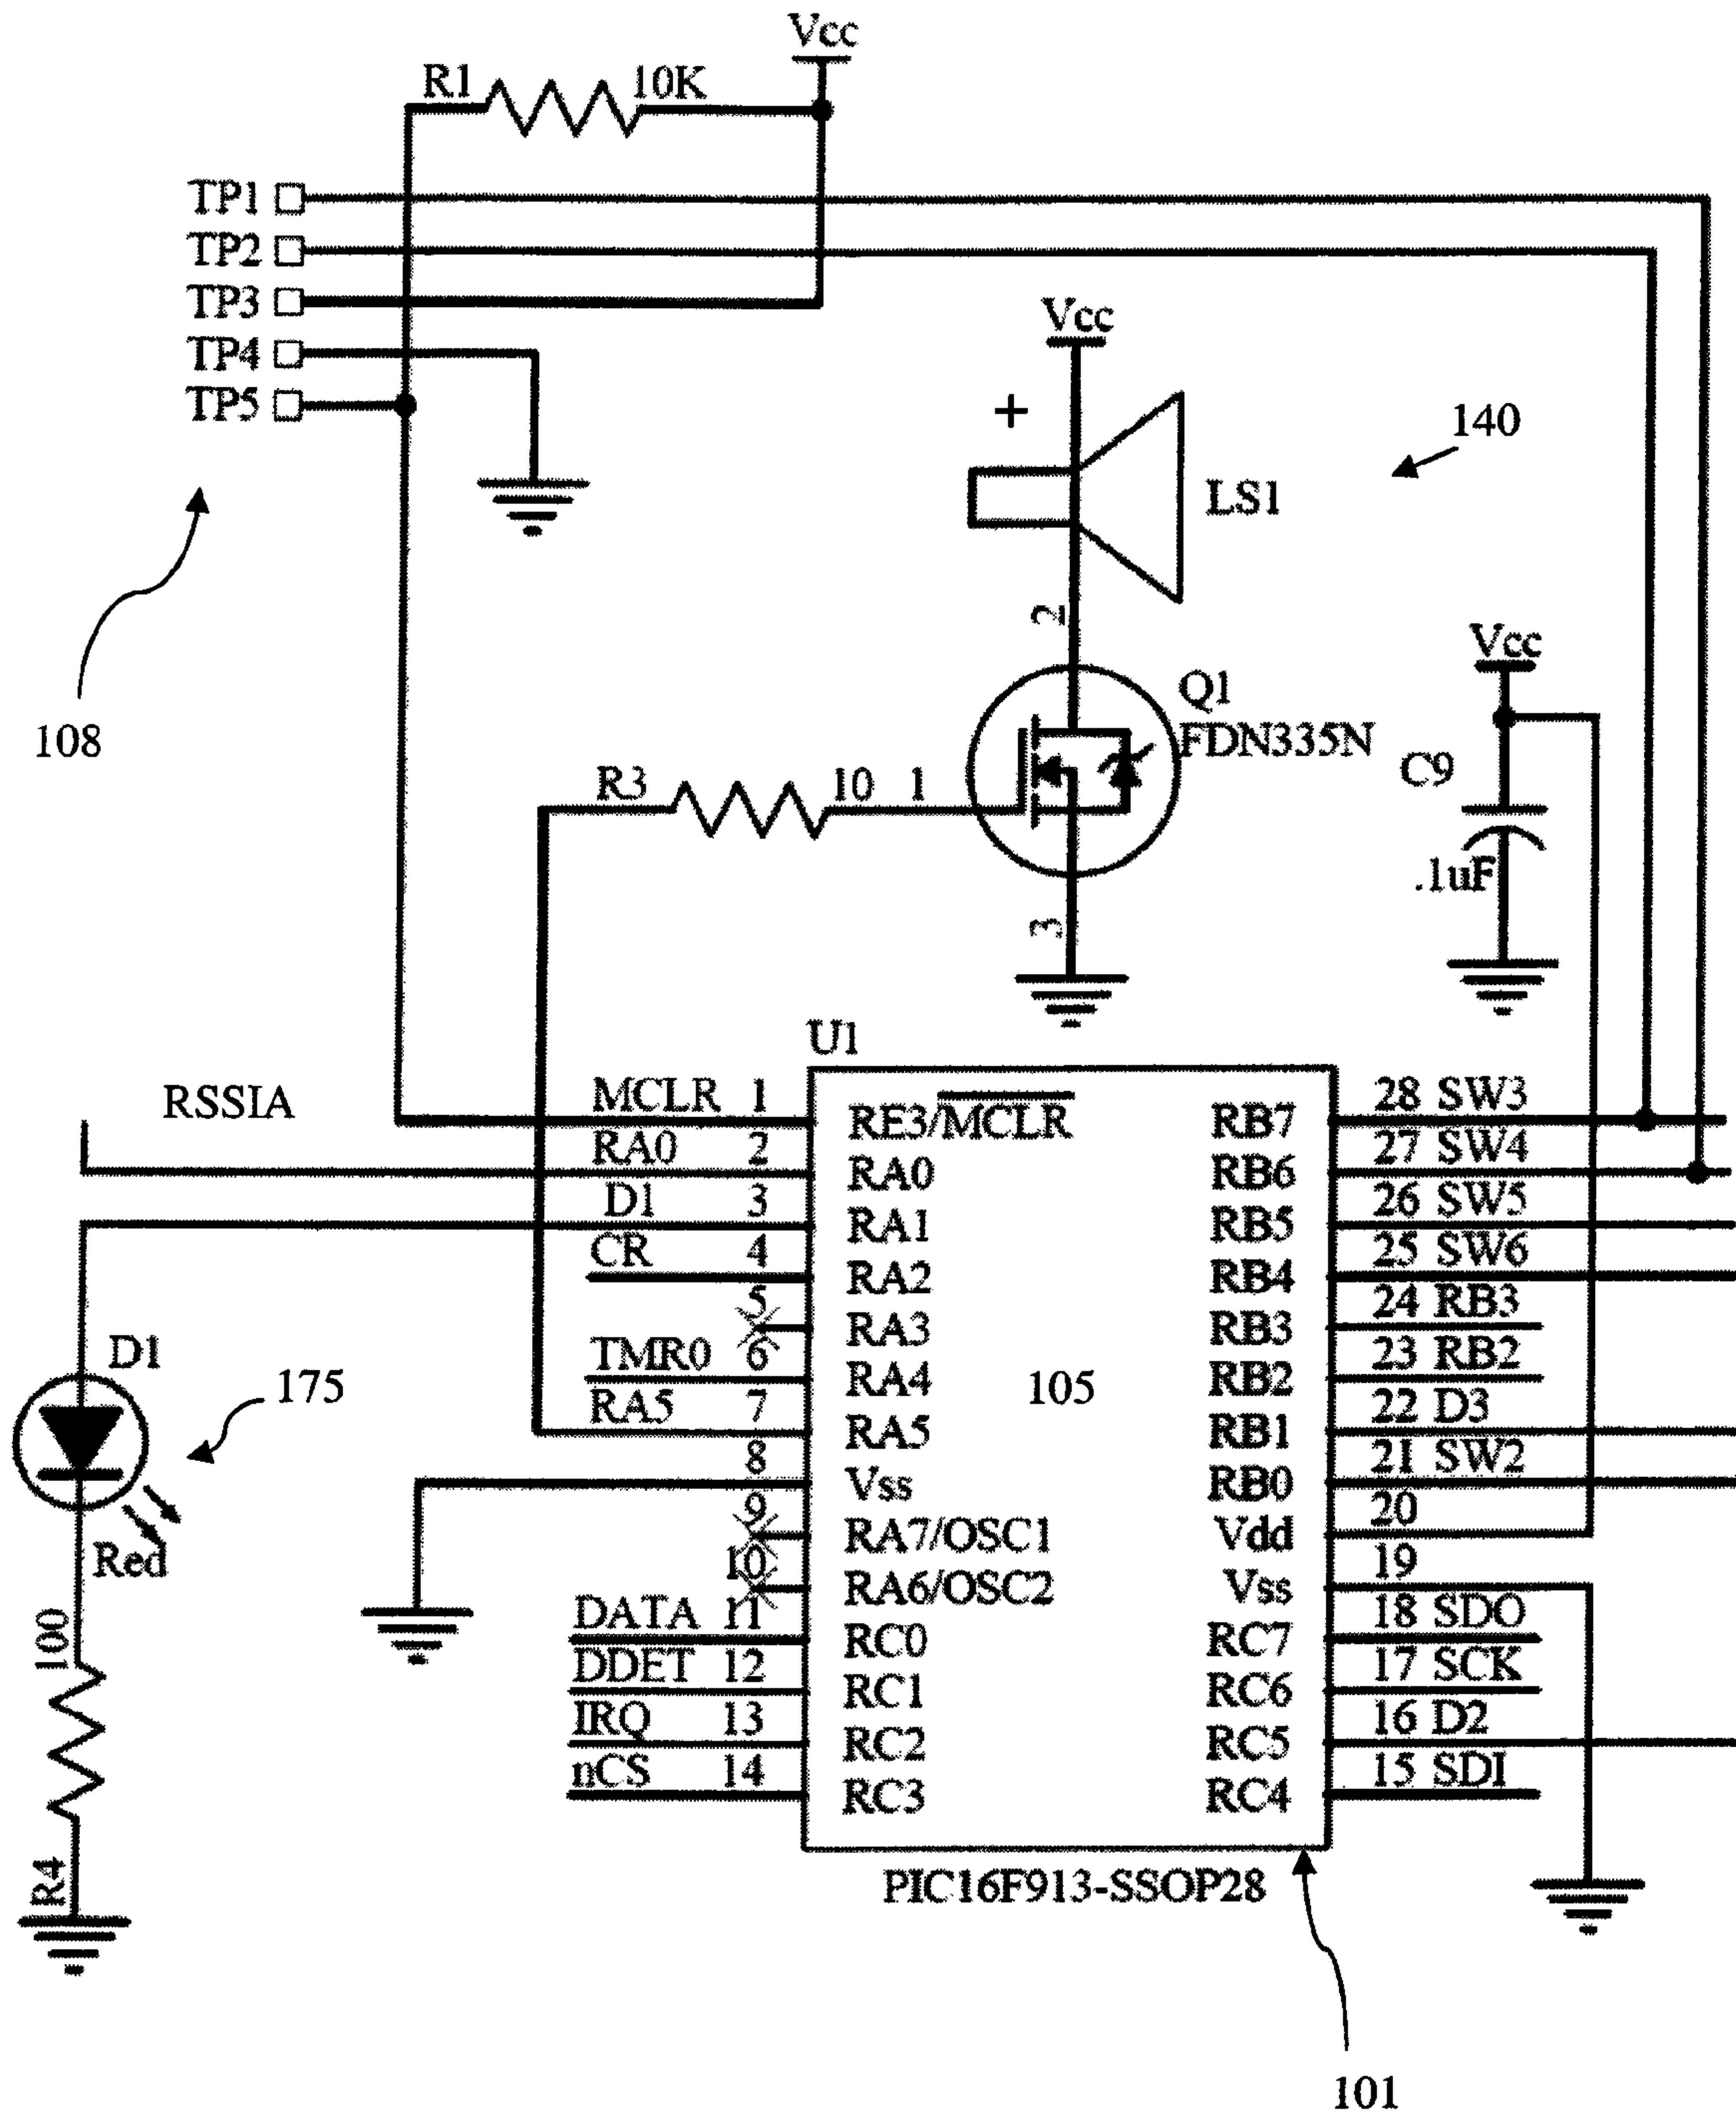 Vcc
R1 10K
TP1
TP2
TP3
TP4
TP5
108
Vcc
+
140
LS1
2
Q1
FDN335N
R3 10 1
3
Vcc
C9
.1uF
U1
RSSIA
MCLR 1 RE3/MCLR RB7 28 SW3
RA0 2 RA0 RB6 27 SW4
D1 3 RA1 RB5 26 SW5
CR 4 RA2 RB4 25 SW6
5 RA3 RB3 24 RB3
TMR0 6 RA4 RB2 23 RB2
RA5 7 RA5 RB1 22 D3
8 Vss RB0 21 SW2
9 RA7/OSC1 Vdd 20
10 RA6/OSC2 Vss 19
DATA 11 RC0 RC7 18 SDO
DDET 12 RC1 RC6 17 SCK
IRQ 13 RC2 RC5 16 D2
nCS 14 RC3 RC4 15 SDI
105
PIC16F913-SSOP28
D1
175
Red
100
R4
101